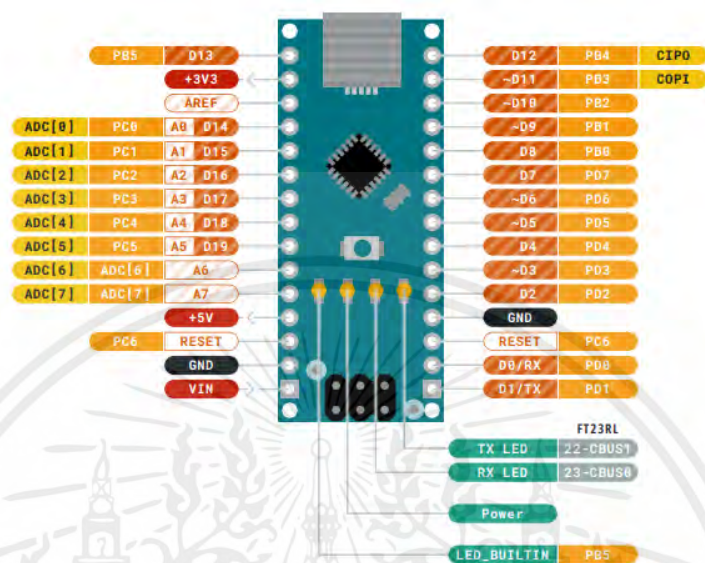 PB5 D13 D12 PB4 CIPO
+3V3 ~D11 PB3 COPI
AREF ~D10 PB2
ADC[0] PC0 A0 D14 ~D9 PB1
ADC[1] PC1 A1 D15 D8 PB0
ADC[2] PC2 A2 D16 D7 PD7
ADC[3] PC3 A3 D17 ~D6 PD6
ADC[4] PC4 A4 D18 ~D5 PD5
ADC[5] PC5 A5 D19 D4 PD4
ADC[6] ADC[6] A6 ~D3 PD3
ADC[7] ADC[7] A7 D2 PD2
+5V GND
PC6 RESET RESET PC6
GND D0/RX PD0
VIN D1/TX PD1
FT23RL
TX LED 22-CBUS1
RX LED 23-CBUS0
Power
LED_BUILTIN PB5